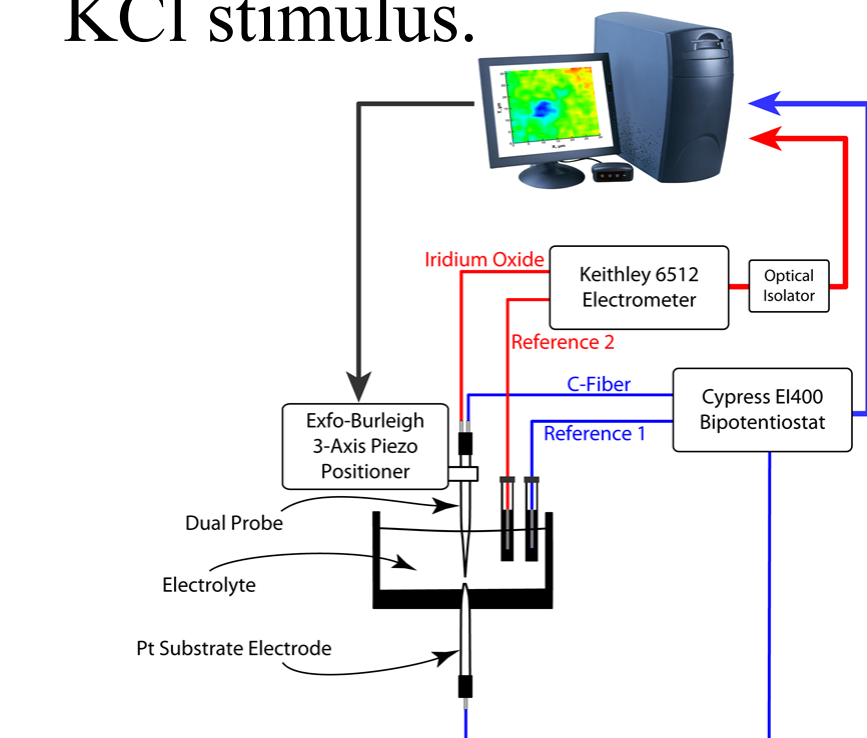 KCl stimulus.
Iridium Oxide
Keithley 6512
Electrometer
Optical
Isolator
Reference 2
C-Fiber
Cypress EI400
Bipotentiostat
Reference 1
Exfo-Burleigh
3-Axis Piezo
Positioner
Dual Probe
Electrolyte
Pt Substrate Electrode